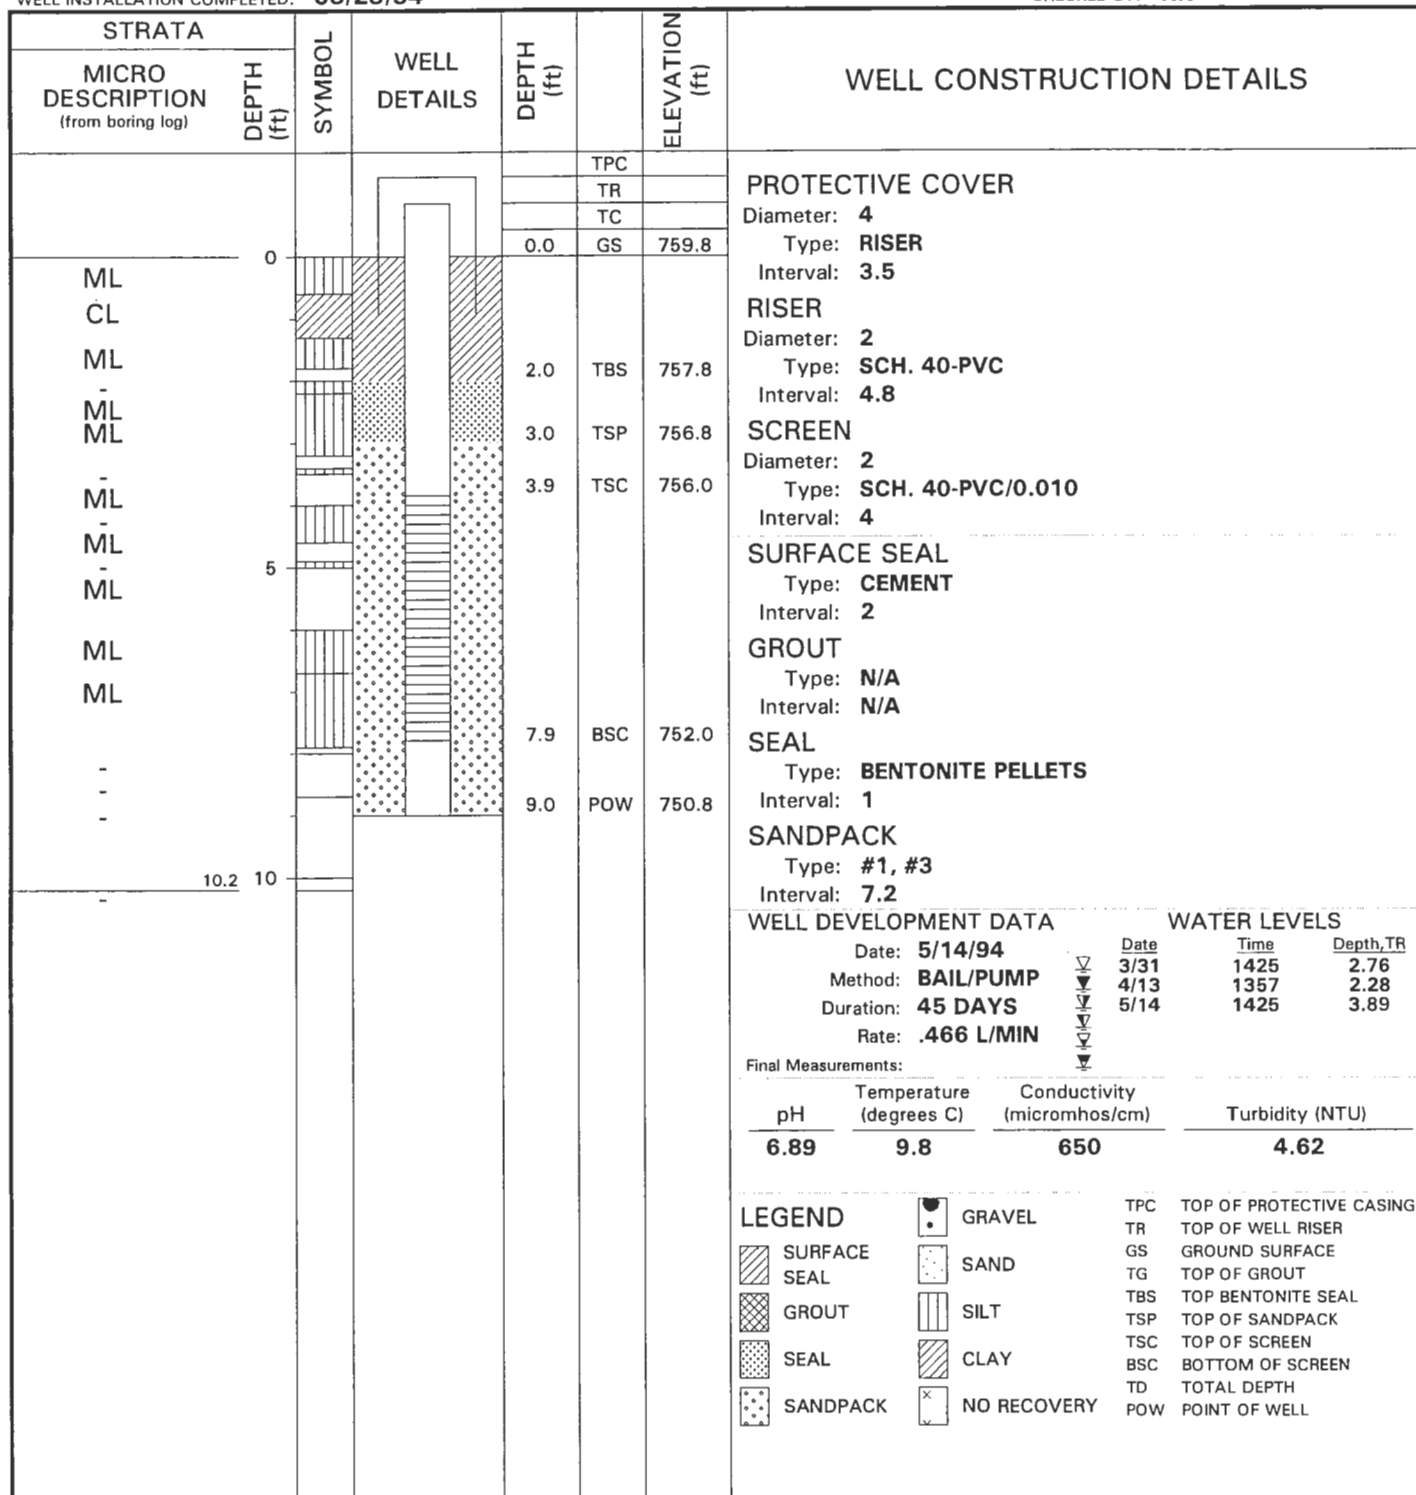 STRATA
MICRO
DESCRIPTION
(from boring log)
DEPTH
(ft)
SYMBOL
WELL
DETAILS
DEPTH
(ft)
ELEVATION
(ft)
WELL CONSTRUCTION DETAILS
TPC
TR
TC
0.0 GS 759.8
0
ML
CL
ML
2.0 TBS 757.8
-
ML
ML
3.0 TSP 756.8
-
3.9 TSC 756.0
ML
-
ML
-
5
ML
ML
ML
7.9 BSC 752.0
-
-
9.0 POW 750.8
-
10.2 10
-
PROTECTIVE COVER
Diameter: 4
Type: RISER
Interval: 3.5
RISER
Diameter: 2
Type: SCH. 40-PVC
Interval: 4.8
SCREEN
Diameter: 2
Type: SCH. 40-PVC/0.010
Interval: 4
SURFACE SEAL
Type: CEMENT
Interval: 2
GROUT
Type: N/A
Interval: N/A
SEAL
Type: BENTONITE PELLETS
Interval: 1
SANDPACK
Type: #1, #3
Interval: 7.2
WELL DEVELOPMENT DATA
Date: 5/14/94
Method: BAIL/PUMP
Duration: 45 DAYS
Rate: .466 L/MIN
Final Measurements:
WATER LEVELS
Date Time Depth,TR
3/31 1425 2.76
4/13 1357 2.28
5/14 1425 3.89
pH Temperature (degrees C) Conductivity (micromhos/cm) Turbidity (NTU)
6.89 9.8 650 4.62
LEGEND
SURFACE
SEAL
GROUT
SEAL
SANDPACK
GRAVEL
SAND
SILT
CLAY
NO RECOVERY
TPC TOP OF PROTECTIVE CASING
TR TOP OF WELL RISER
GS GROUND SURFACE
TG TOP OF GROUT
TBS TOP BENTONITE SEAL
TSP TOP OF SANDPACK
TSC TOP OF SCREEN
BSC BOTTOM OF SCREEN
TD TOTAL DEPTH
POW POINT OF WELL